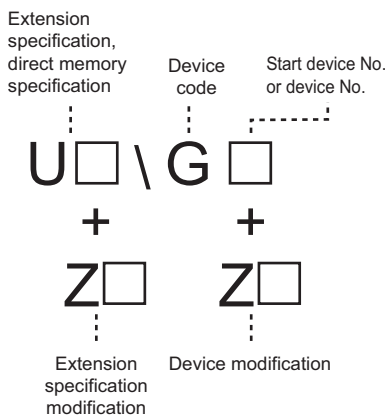 Extension
specification,
direct memory
specification
Device
code
Start device No.
or device No.
U□ \ G □
+ +
Z□ Z□
Extension
specification
modification
Device modification